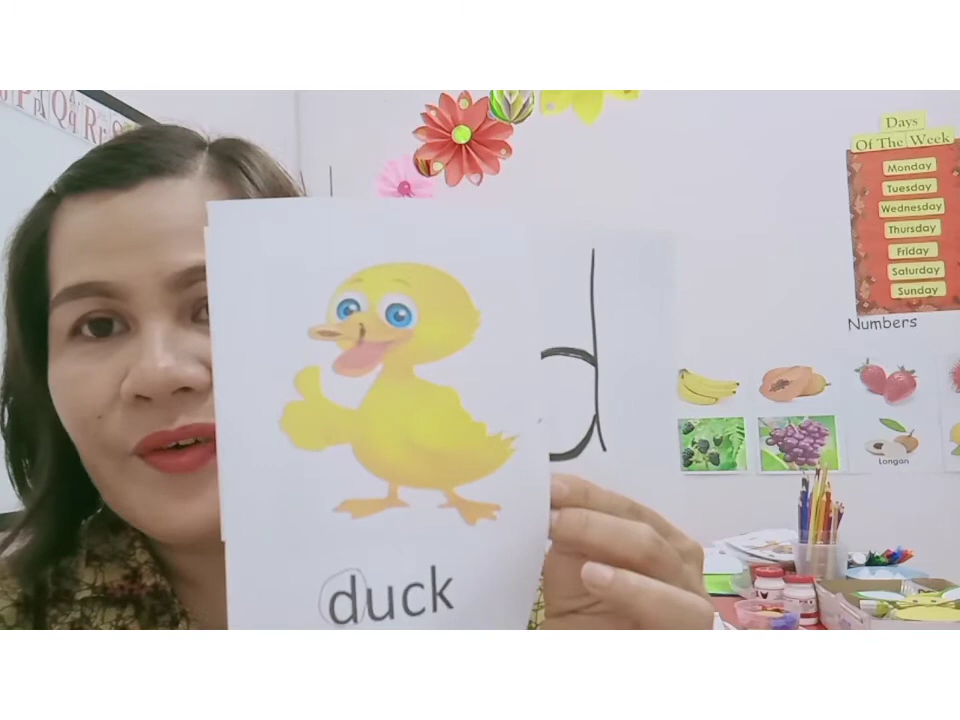 P p Q q R r
Days
Of The Week
Monday
Tuesday
Wednesday
Thursday
Friday
Saturday
Sunday
Numbers
d
Longan
duck